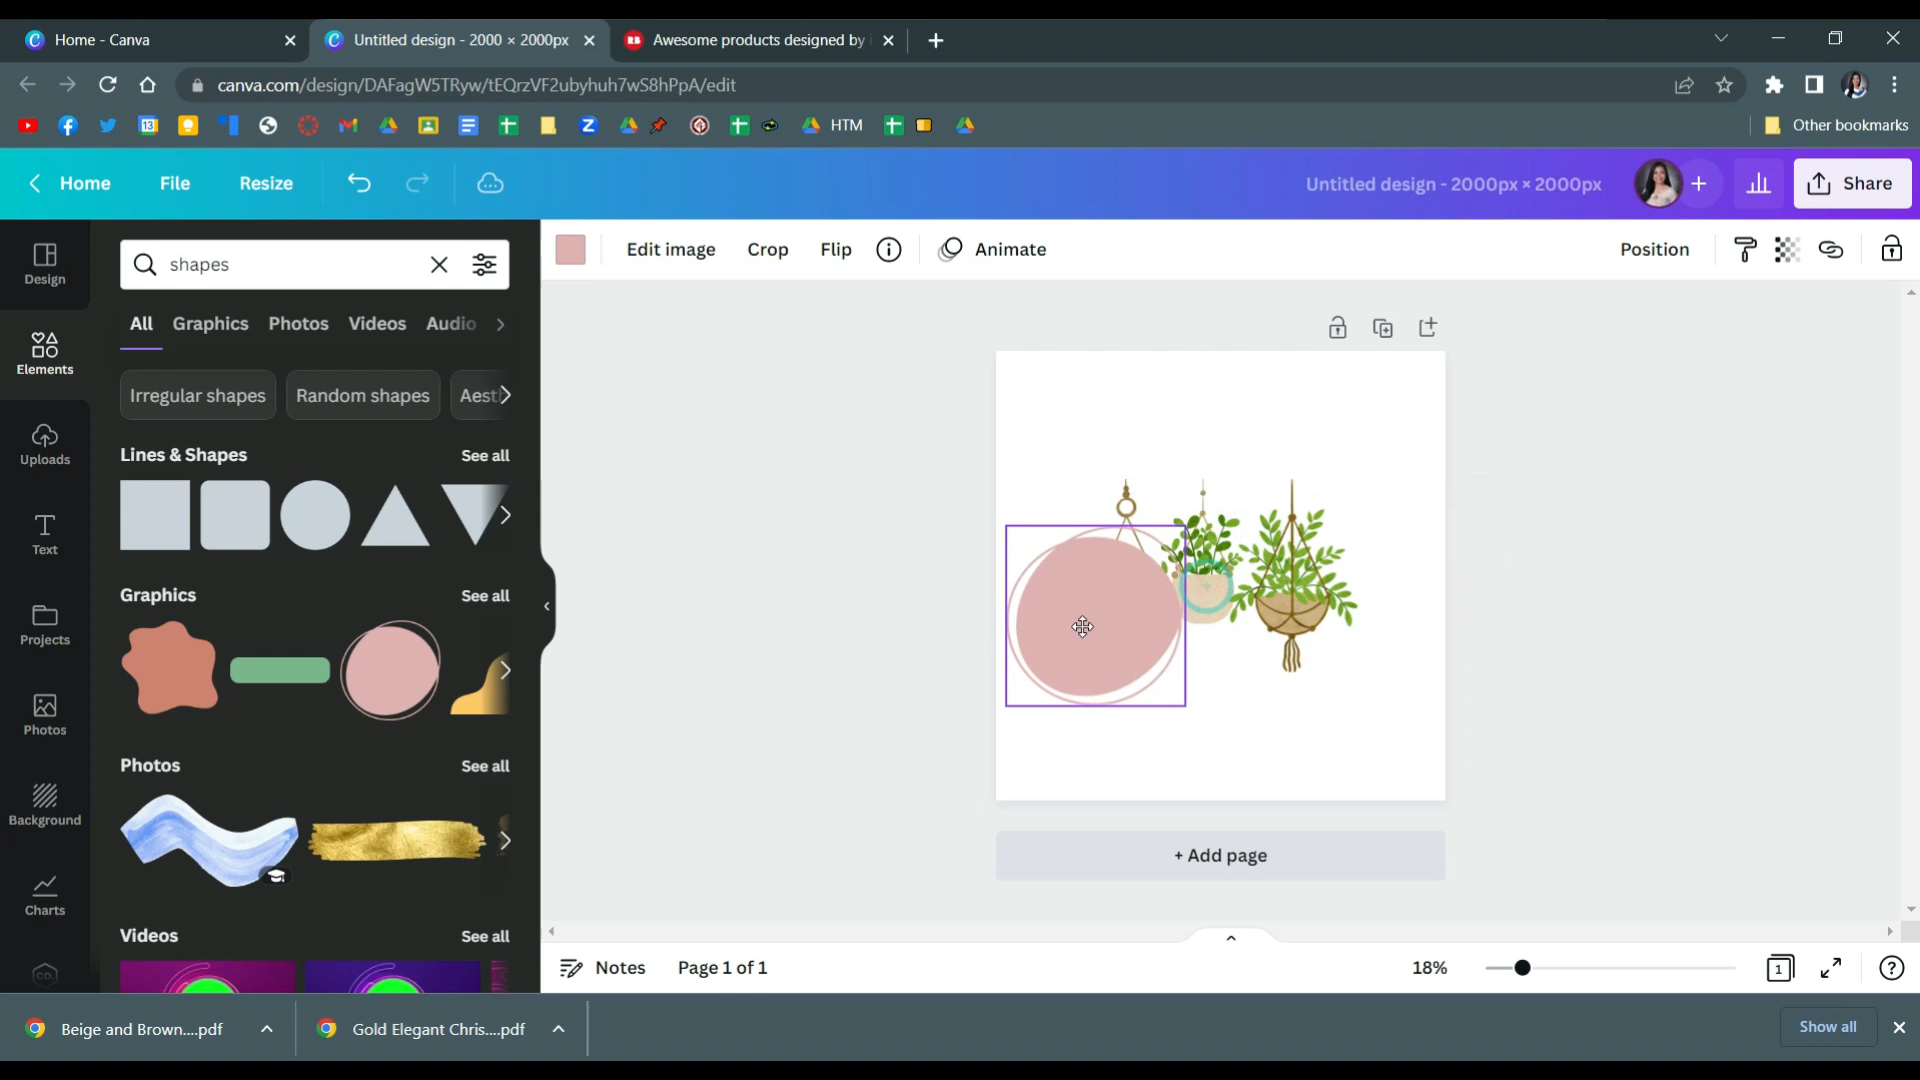 Home - Canva
Untitled design - 2000 × 2000px
Awesome products designed by
canva.com/design/DAFagW5TRyw/tEQrzVF2ubyhuh7wS8hPpA/edit
13
Z
HTM
Other bookmarks
Home
File
Resize
Untitled design - 2000px × 2000px
Share
Design
Elements
Uploads
Text
Projects
Photos
Background
Charts
shapes
All
Graphics
Photos
Videos
Audio
Irregular shapes
Random shapes
Aest
Lines & Shapes
See all
Graphics
See all
Photos
See all
Videos
See all
Edit image
Crop
Flip
Animate
Position
+ Add page
Notes
Page 1 of 1
18%
1
Beige and Brown....pdf
Gold Elegant Chris....pdf
Show all